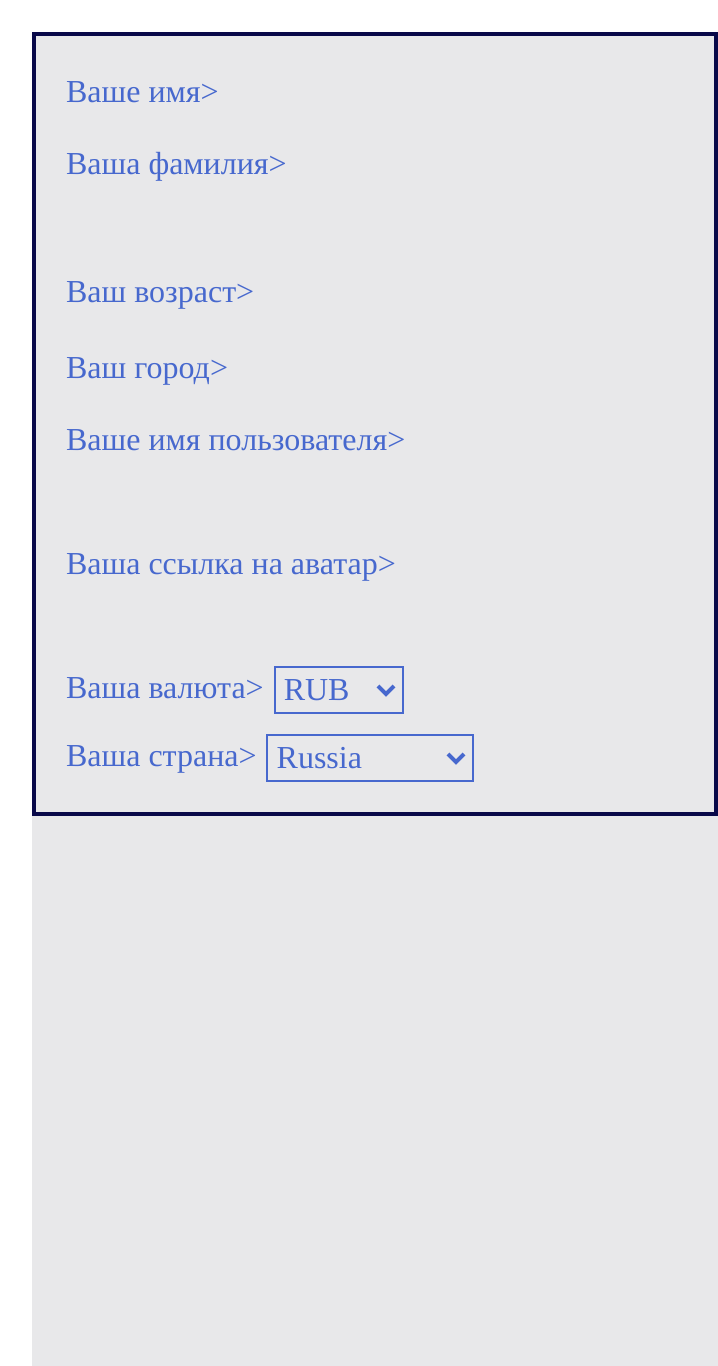 Ваше имя>
Ваша фамилия>
Ваш возраст>
Ваш город>
Ваше имя пользователя>
Ваша ссылка на аватар>
Ваша валюта> RUB
Ваша страна> Russia